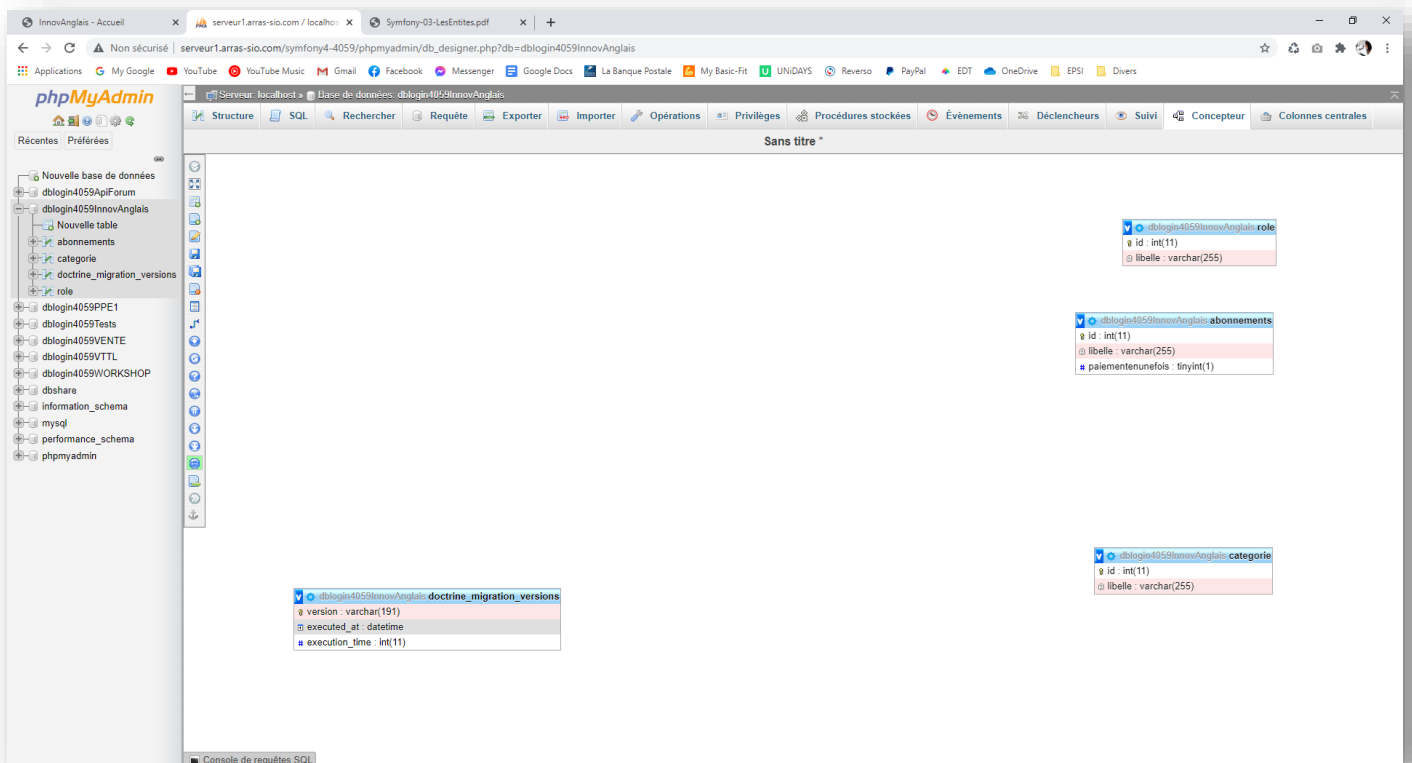 InnovAnglais - Accueil
serveur1.arras-sio.com / localhos
Symfony-03-LesEntites.pdf
Non sécurisé | serveur1.arras-sio.com/symfony4-4059/phpmyadmin/db_designer.php?db=dblogin4059InnovAnglais
Applications My Google YouTube YouTube Music Gmail Facebook Messenger Google Docs La Banque Postale My Basic-Fit UNiDAYS Reverso PayPal EDT OneDrive EPSI Divers
phpMyAdmin
Récentes Préférées
Nouvelle base de données
dblogin4059ApiForum
dblogin4059InnovAnglais
Nouvelle table
abonnements
categorie
doctrine_migration_versions
role
dblogin4059PPE1
dblogin4059Tests
dblogin4059VENTE
dblogin4059VTTL
dblogin4059WORKSHOP
dbshare
information_schema
mysql
performance_schema
phpmyadmin
Serveur: localhost » Base de données: dblogin4059InnovAnglais
Structure SQL Rechercher Requête Exporter Importer Opérations Privilèges Procédures stockées Évènements Déclencheurs Suivi Concepteur Colonnes centrales
Sans titre *
dblogin4059InnovAnglais role
id : int(11)
libelle : varchar(255)
dblogin4059InnovAnglais abonnements
id : int(11)
libelle : varchar(255)
paiementenunefois : tinyint(1)
dblogin4059InnovAnglais categorie
id : int(11)
libelle : varchar(255)
dblogin4059InnovAnglais doctrine_migration_versions
version : varchar(191)
executed_at : datetime
execution_time : int(11)
Console de requêtes SQL